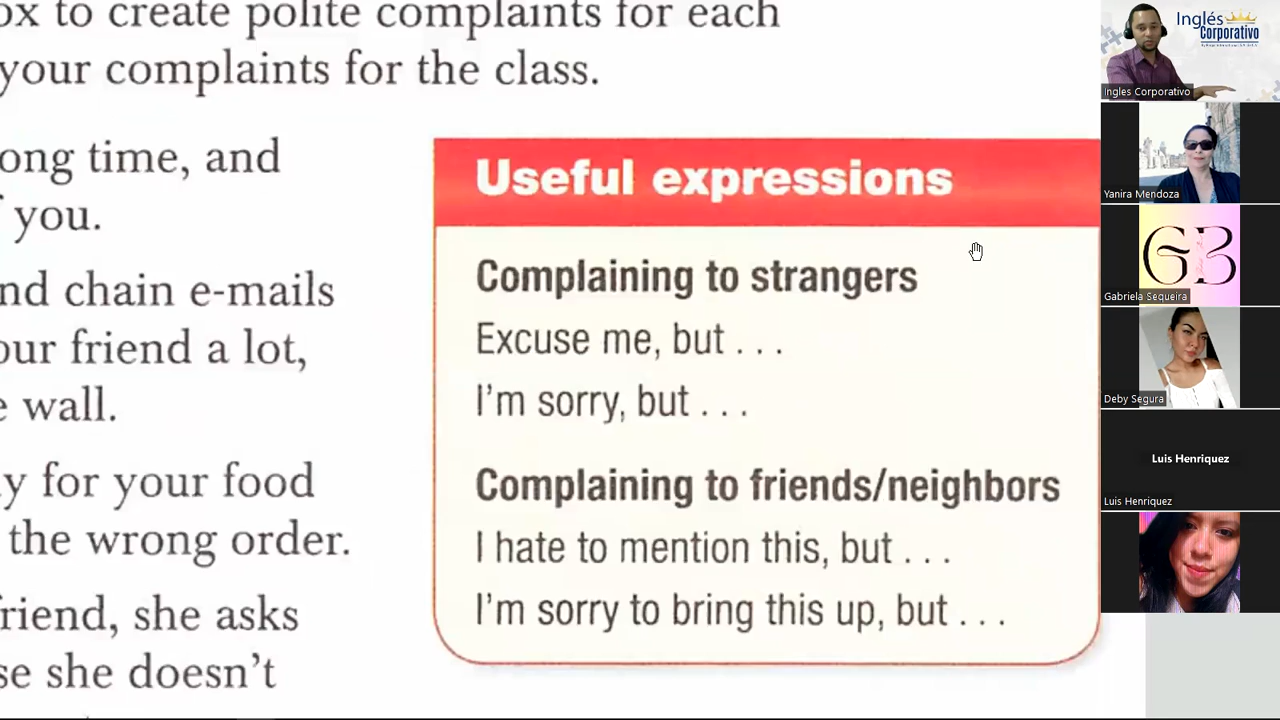 ox to create polite complaints for each
your complaints for the class.
ong time, and
you.
nd chain e-mails
our friend a lot,
e wall.
y for your food
the wrong order.
riend, she asks
se she doesn't
Useful expressions
Complaining to strangers
Excuse me, but . . .
I'm sorry, but . . .
Complaining to friends/neighbors
I hate to mention this, but . . .
I'm sorry to bring this up, but . . .
Inglés
Corporativo
Ingles Corporativo
Yanira Mendoza
GB
Gabriela Sequeira
Deby Segura
Luis Henriquez
Luis Henriquez